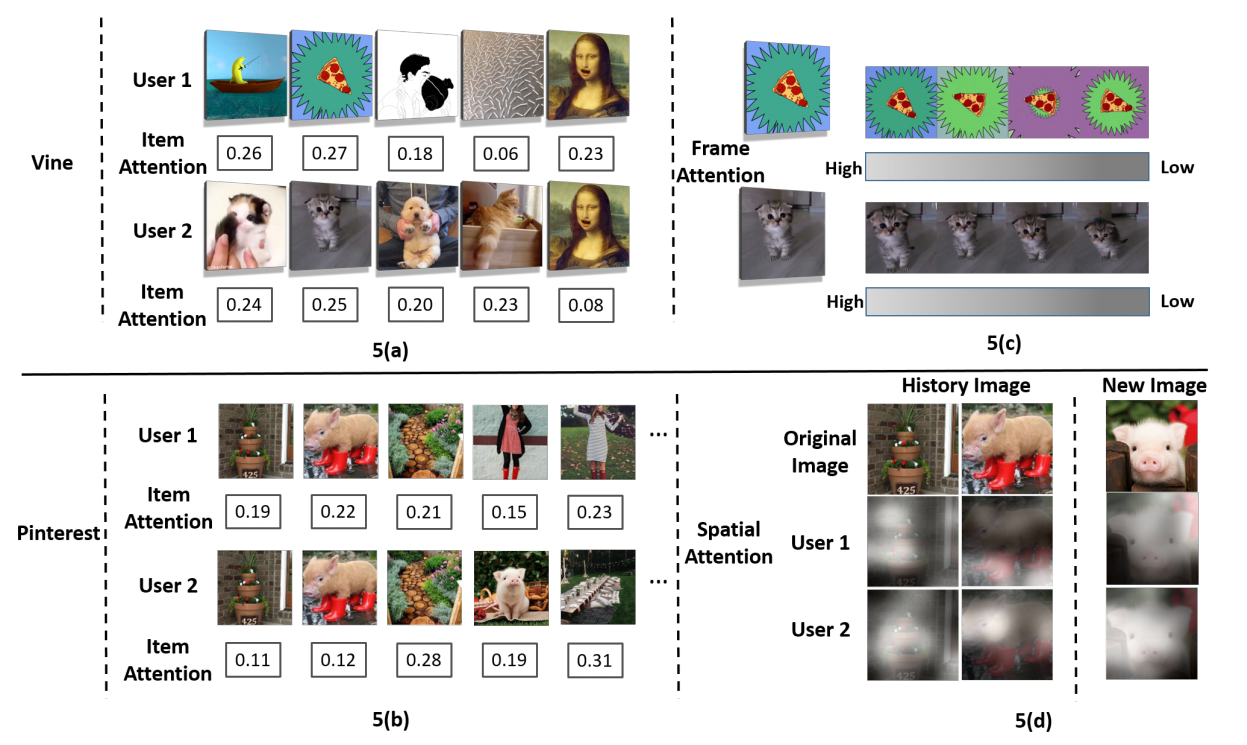 Vine
User 1
Item
Attention
0.26
0.27
0.18
0.06
0.23
User 2
Item
Attention
0.24
0.25
0.20
0.23
0.08
5(a)
Frame
Attention
High
Low
High
Low
5(c)
Pinterest
User 1
...
Item
Attention
0.19
0.22
0.21
0.15
0.23
User 2
...
Item
Attention
0.11
0.12
0.28
0.19
0.31
5(b)
425
425
History Image
New Image
Original
Image
425
Spatial
Attention
User 1
425
User 2
425
5(d)